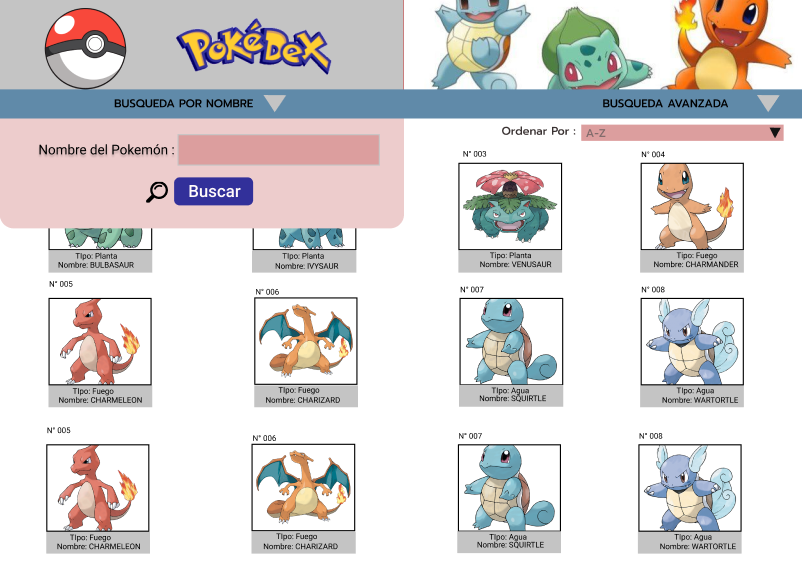 PoKéDeX
BUSQUEDA POR NOMBRE
BUSQUEDA AVANZADA
Nombre del Pokemón :
Buscar
Ordenar Por :
A-Z
N° 003
N° 004
TIpo: Planta
Nombre: BULBASAUR
TIpo: Planta
Nombre: IVYSAUR
TIpo: Planta
Nombre: VENUSAUR
TIpo: Fuego
Nombre: CHARMANDER
N° 005
N° 006
N° 007
N° 008
TIpo: Fuego
Nombre: CHARMELEON
TIpo: Fuego
Nombre: CHARIZARD
TIpo: Agua
Nombre: SQUIRTLE
TIpo: Agua
Nombre: WARTORTLE
N° 005
N° 006
N° 007
N° 008
TIpo: Fuego
Nombre: CHARMELEON
TIpo: Fuego
Nombre: CHARIZARD
TIpo: Agua
Nombre: SQUIRTLE
TIpo: Agua
Nombre: WARTORTLE